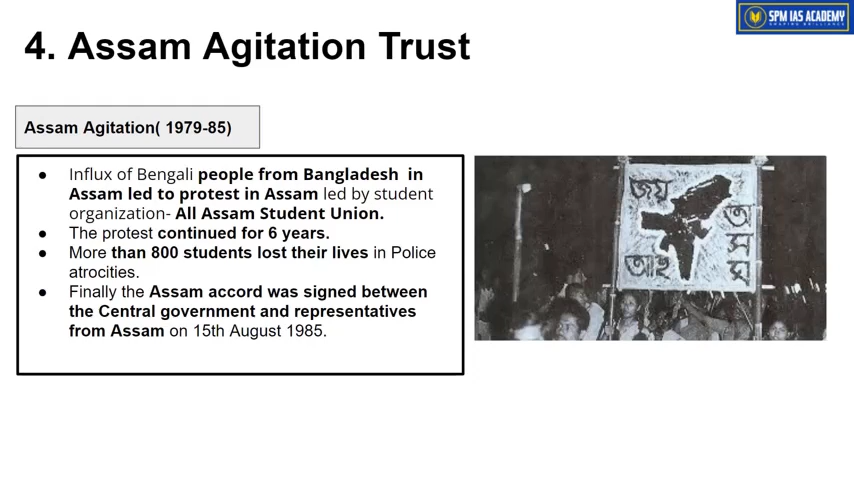 SPM IAS ACADEMY
SHAPING BRILLIANCE
4. Assam Agitation Trust
Assam Agitation( 1979-85)
● Influx of Bengali people from Bangladesh in
Assam led to protest in Assam led by student
organization- All Assam Student Union.
● The protest continued for 6 years.
● More than 800 students lost their lives in Police
atrocities.
● Finally the Assam accord was signed between
the Central government and representatives
from Assam on 15th August 1985.
জয়
আই